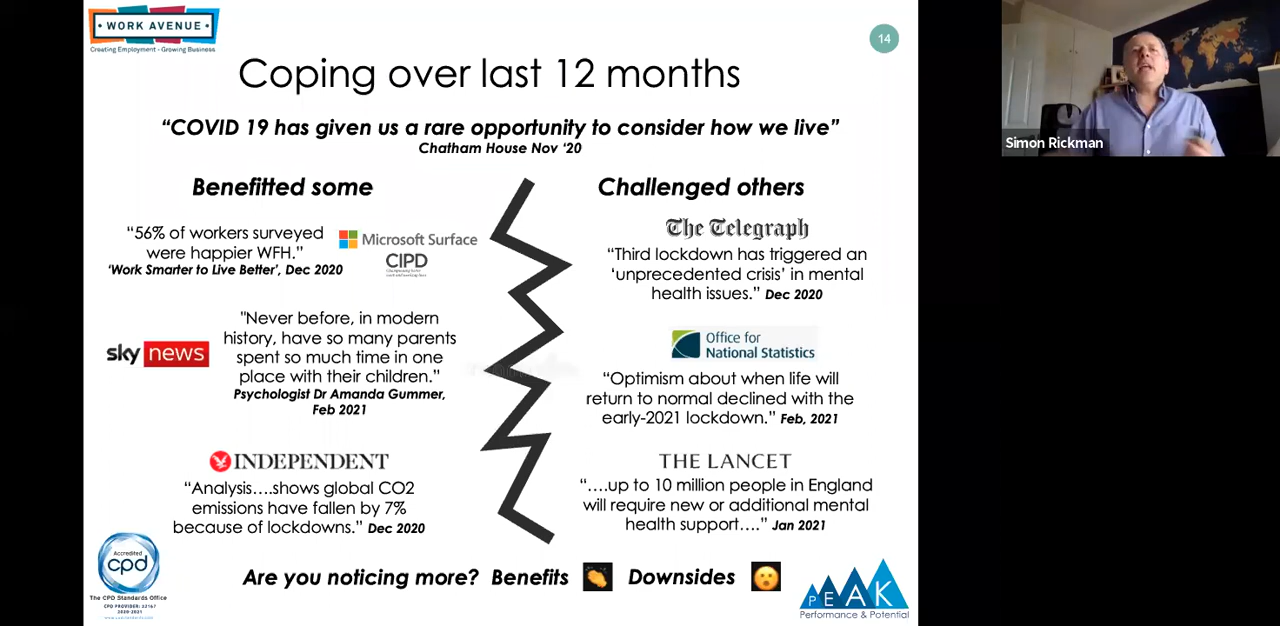 • WORK AVENUE •
Creating Employment • Growing Business
14
Coping over last 12 months
“COVID 19 has given us a rare opportunity to consider how we live”
Chatham House Nov ‘20
Benefitted some
“56% of workers surveyed
were happier WFH.”
‘Work Smarter to Live Better’, Dec 2020
Microsoft Surface
CIPD
sky news
"Never before, in modern
history, have so many parents
spent so much time in one
place with their children.”
Psychologist Dr Amanda Gummer,
Feb 2021
INDEPENDENT
“Analysis....shows global CO2
emissions have fallen by 7%
because of lockdowns.” Dec 2020
Challenged others
The Telegraph
“Third lockdown has triggered an
‘unprecedented crisis’ in mental
health issues.” Dec 2020
Office for
National Statistics
“Optimism about when life will
return to normal declined with the
early-2021 lockdown.” Feb, 2021
THE LANCET
“....up to 10 million people in England
will require new or additional mental
health support....” Jan 2021
Are you noticing more? Benefits Downsides
Accredited
cpd
The CPD Standards Office
CPD PROVIDER: 22167
2020-2021
PEAK
Performance & Potential
Simon Rickman